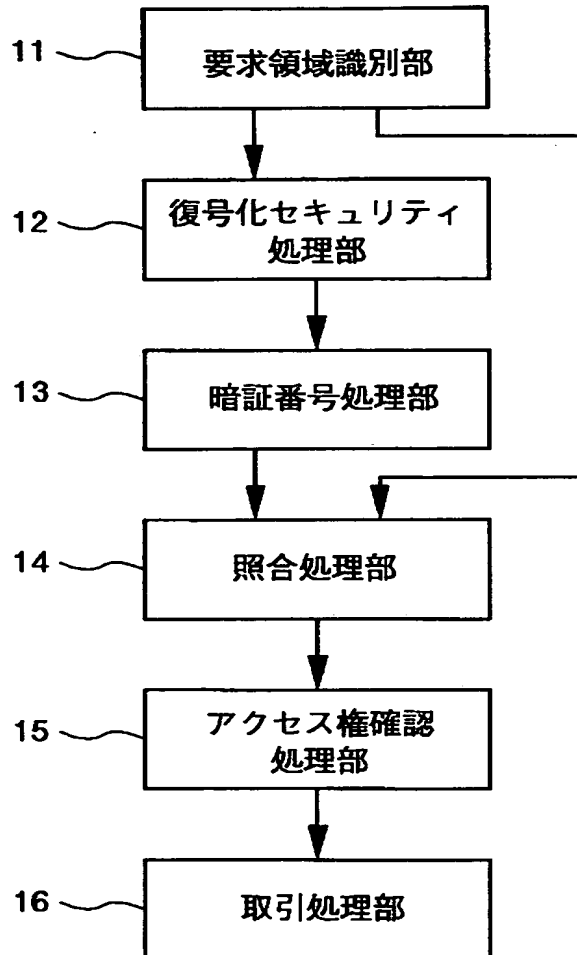 11
要求領域識別部
12
復号化セキュリティ
処理部
13
暗証番号処理部
14
照合処理部
15
アクセス権確認
処理部
16
取引処理部